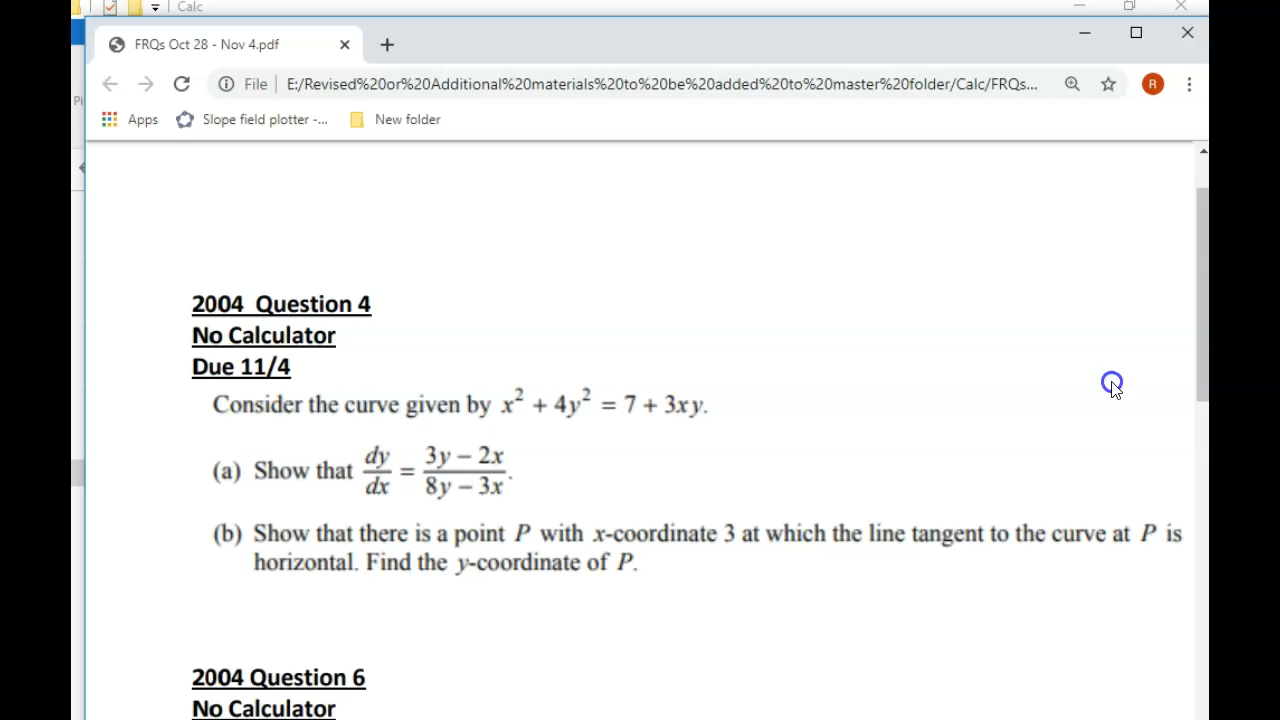 Calc
FRQs Oct 28 - Nov 4.pdf
File E:/Revised%20or%20Additional%20materials%20to%20be%20added%20to%20master%20folder/Calc/FRQs... R
Apps Slope field plotter -... New folder
Pi
2004 Question 4
No Calculator
Due 11/4
Consider the curve given by x² + 4y² = 7 + 3xy.
(a) Show that dy/dx = (3y − 2x)/(8y − 3x).
(b) Show that there is a point P with x-coordinate 3 at which the line tangent to the curve at P is
horizontal. Find the y-coordinate of P.
2004 Question 6
No Calculator